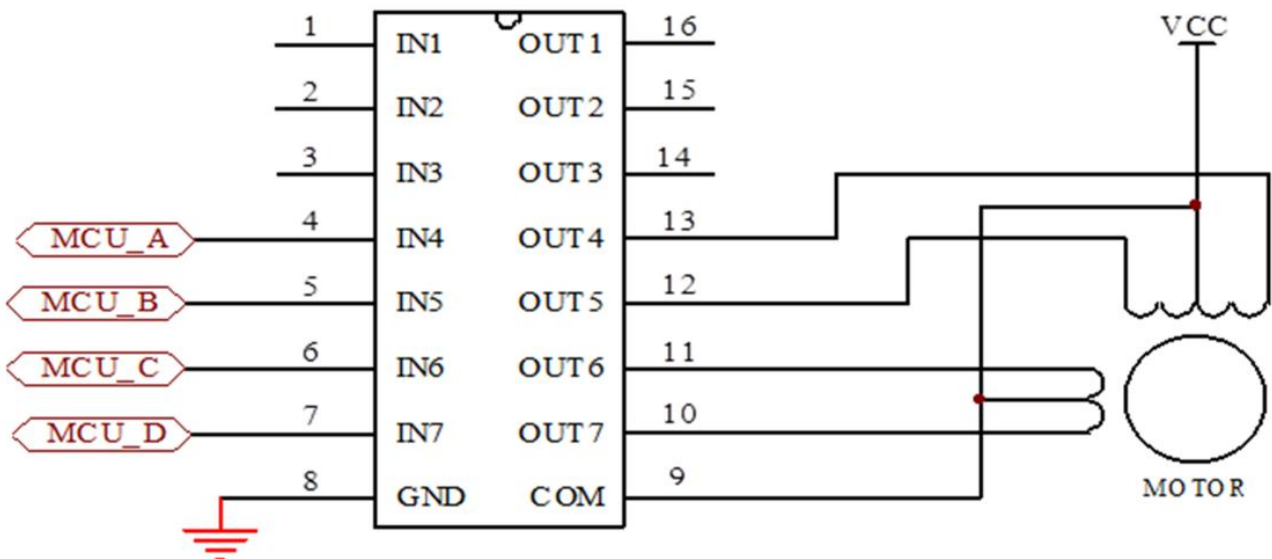 VCC
1 IN1 OUT1 16
2 IN2 OUT2 15
3 IN3 OUT3 14
MCU_A 4 IN4 OUT4 13
MCU_B 5 IN5 OUT5 12
MCU_C 6 IN6 OUT6 11
MCU_D 7 IN7 OUT7 10
8 GND COM 9
MOTOR